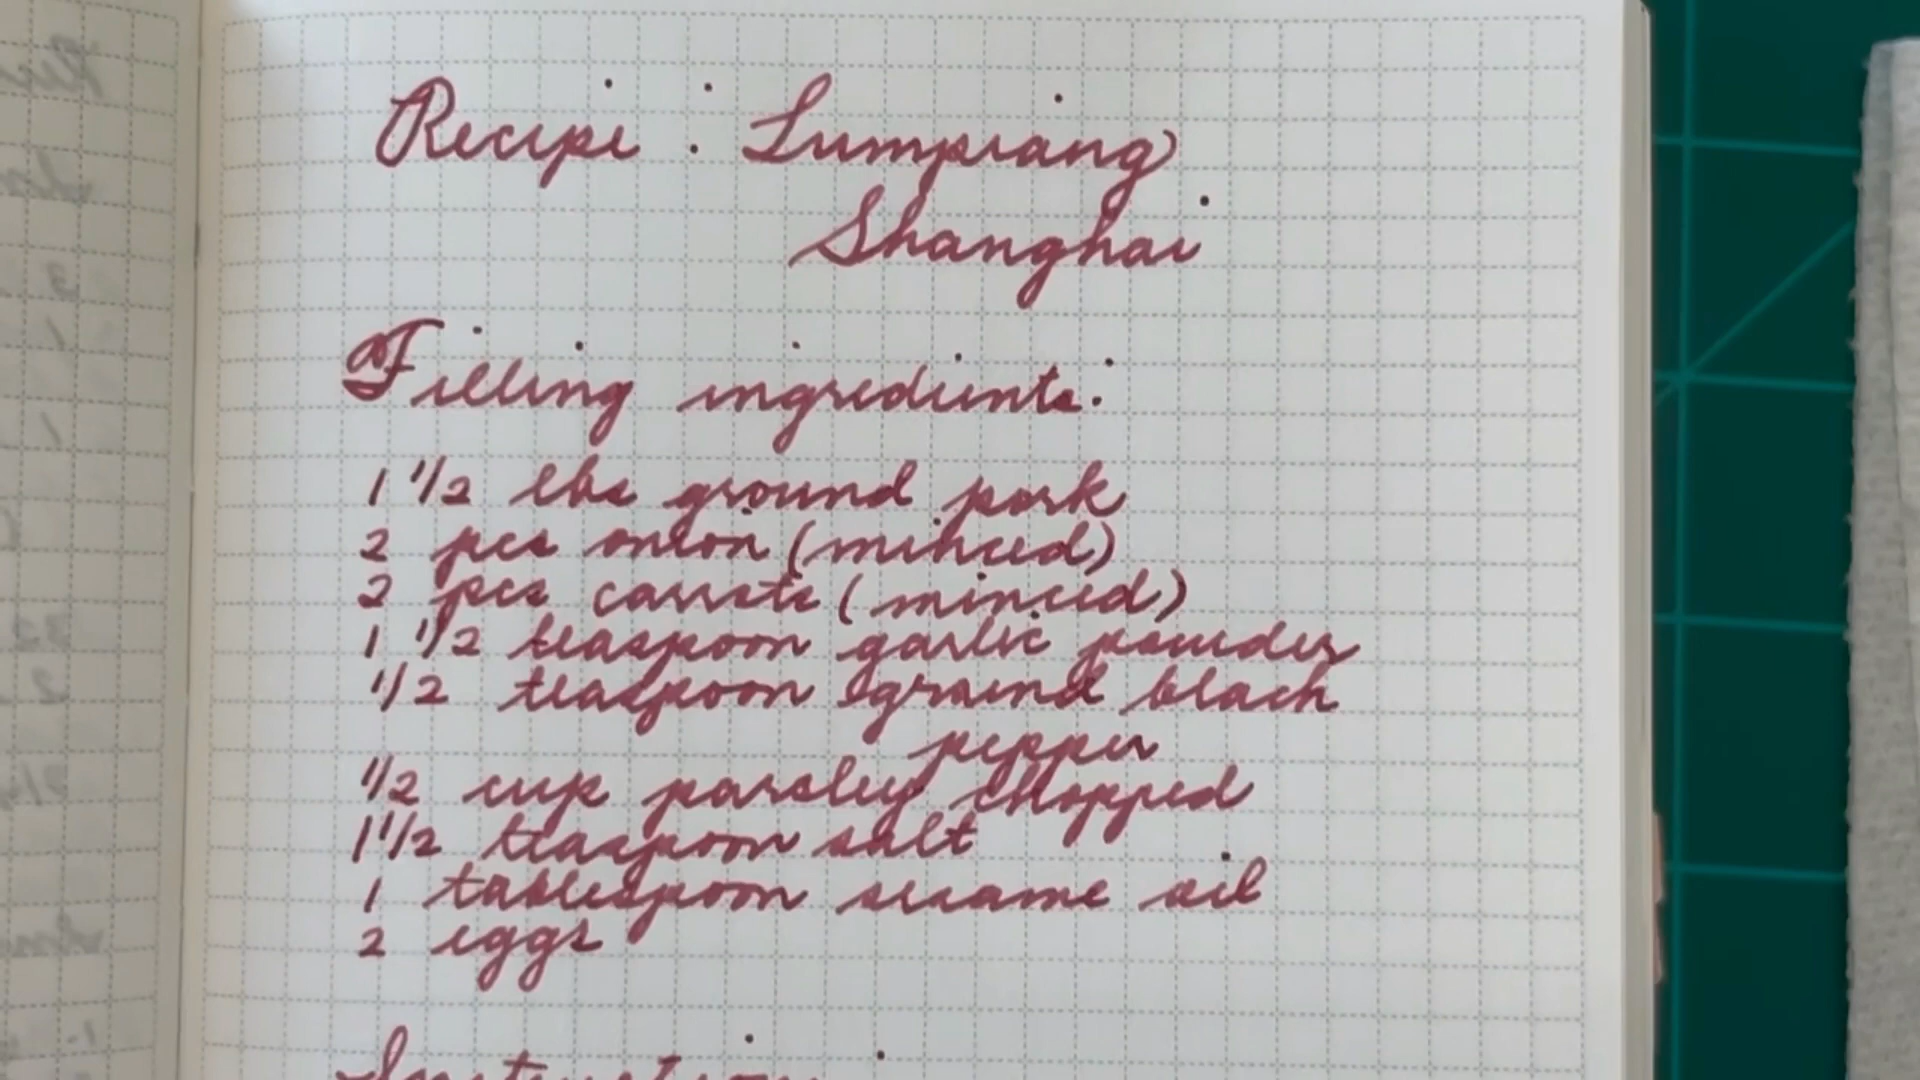 Recipe : Lumpiang
Shanghai
Filling ingredients:
1 1/2 lbs ground pork
2 pcs onion (minced)
2 pcs carrots (minced)
1 1/2 teaspoon garlic powder
1/2 teaspoon ground black
pepper
1/2 cup parsley chopped
1 1/2 teaspoon salt
1 tablespoon sesame oil
2 eggs